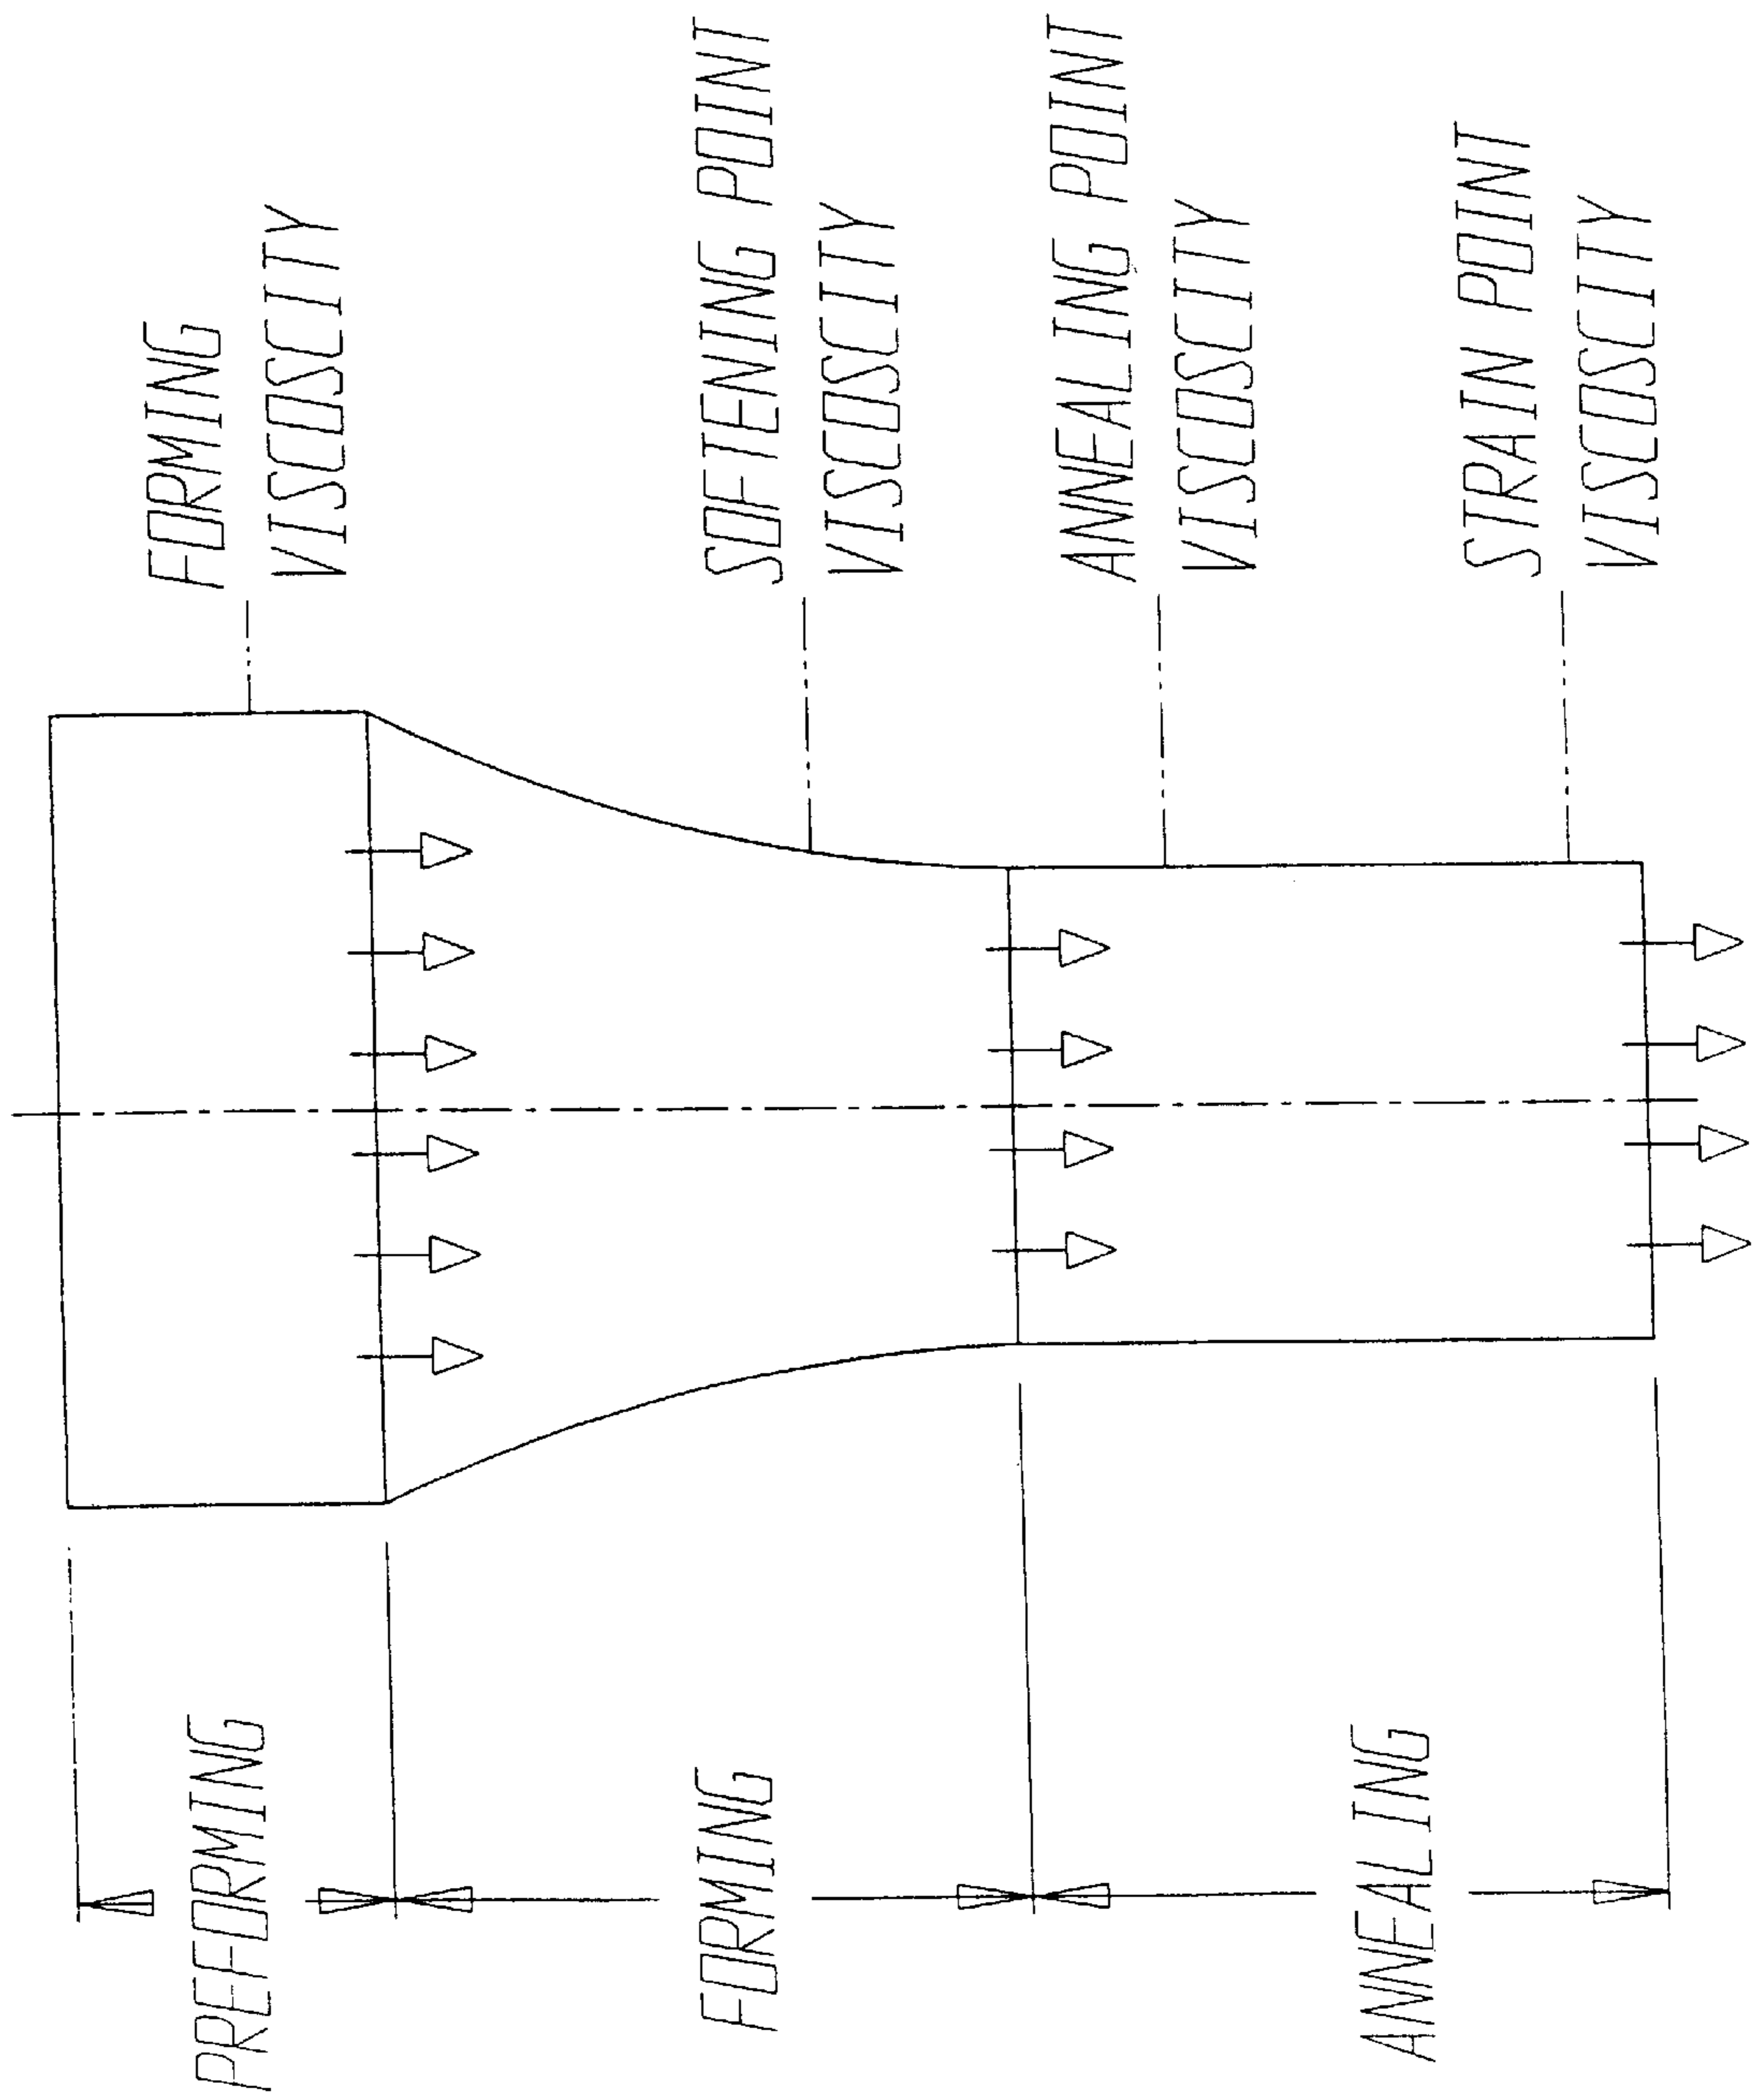 FORMING
VISCOSITY
SOFTENING POINT
VISCOSITY
ANNEALING POINT
VISCOSITY
STRAIN POINT
VISCOSITY
PREFORMING
FORMING
ANNEALING